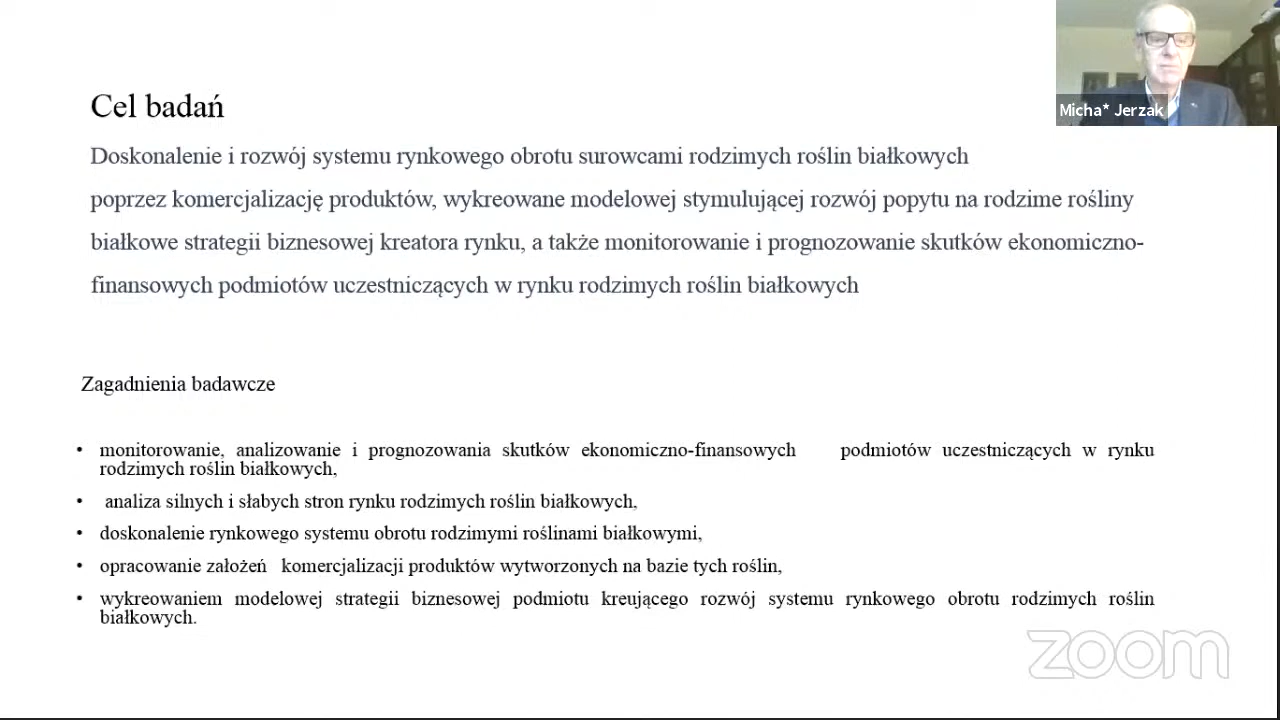 Cel badań
Micha* Jerzak
Doskonalenie i rozwój systemu rynkowego obrotu surowcami rodzimych roślin białkowych
poprzez komercjalizację produktów, wykreowane modelowej stymulującej rozwój popytu na rodzime rośliny
białkowe strategii biznesowej kreatora rynku, a także monitorowanie i prognozowanie skutków ekonomiczno-
finansowych podmiotów uczestniczących w rynku rodzimych roślin białkowych
Zagadnienia badawcze
• monitorowanie, analizowanie i prognozowania skutków ekonomiczno-finansowych podmiotów uczestniczących w rynku
rodzimych roślin białkowych,
• analiza silnych i słabych stron rynku rodzimych roślin białkowych,
• doskonalenie rynkowego systemu obrotu rodzimymi roślinami białkowymi,
• opracowanie założeń komercjalizacji produktów wytworzonych na bazie tych roślin,
• wykreowaniem modelowej strategii biznesowej podmiotu kreującego rozwój systemu rynkowego obrotu rodzimych roślin
białkowych.
zoom